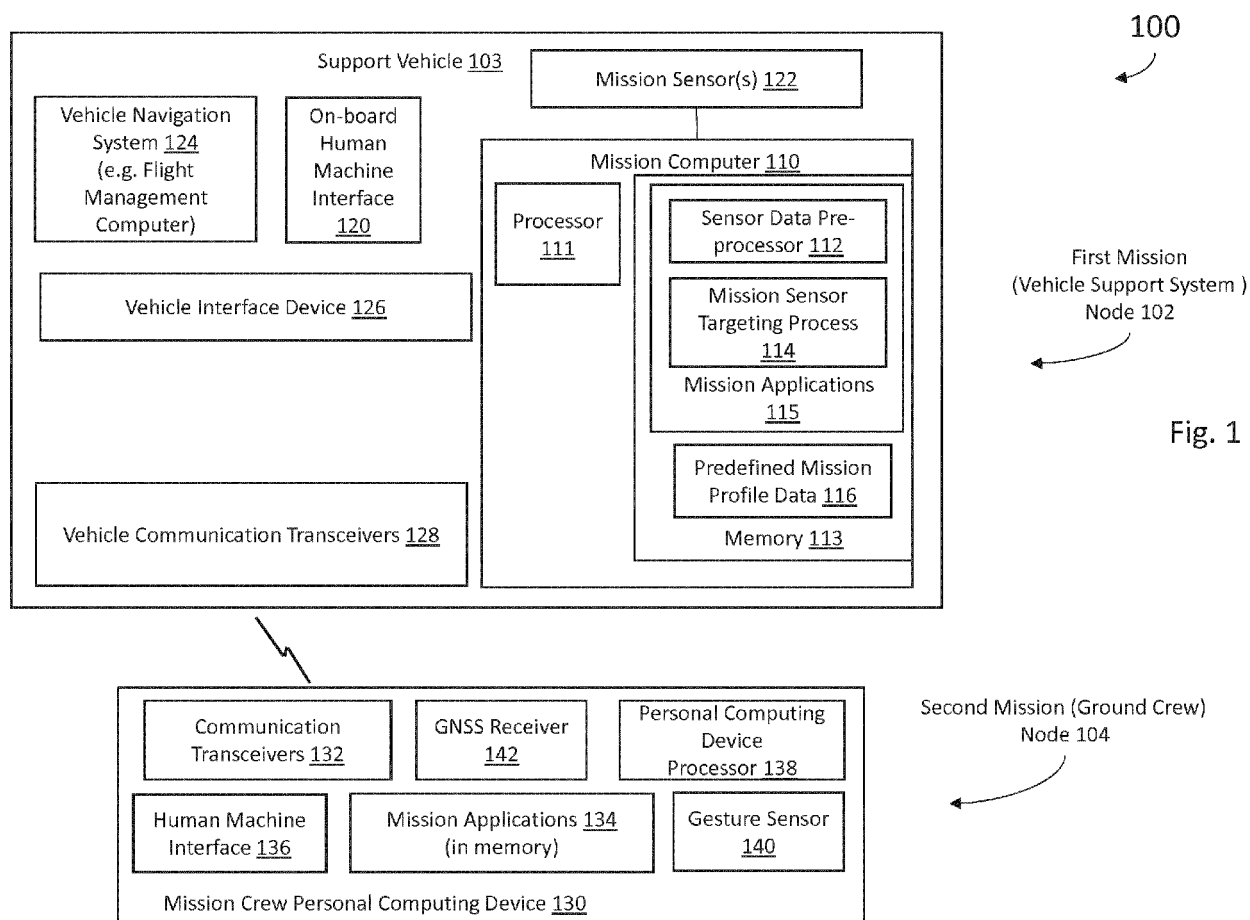 100
Support Vehicle 103
Mission Sensor(s) 122
Vehicle Navigation
System 124
(e.g. Flight
Management
Computer)
On-board
Human
Machine
Interface
120
Mission Computer 110
Processor
111
Sensor Data Pre-
processor 112
Mission Sensor
Targeting Process
114
Mission Applications
115
Predefined Mission
Profile Data 116
Memory 113
Vehicle Interface Device 126
Vehicle Communication Transceivers 128
First Mission
(Vehicle Support System )
Node 102
Fig. 1
Communication
Transceivers 132
GNSS Receiver
142
Personal Computing
Device
Processor 138
Human Machine
Interface 136
Mission Applications 134
(in memory)
Gesture Sensor
140
Mission Crew Personal Computing Device 130
Second Mission (Ground Crew)
Node 104